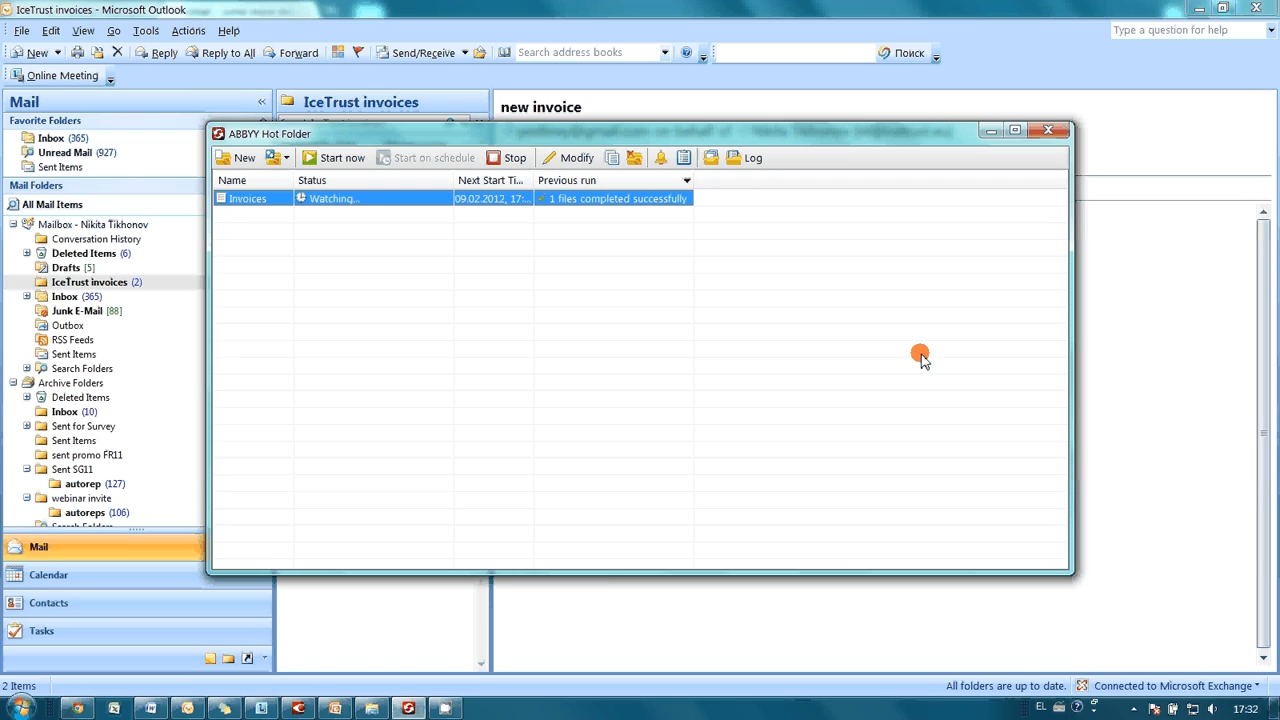 IceTrust invoices - Microsoft Outlook
File Edit View Go Tools Actions Help
Type a question for help
New Reply Reply to All Forward Send/Receive Search address books Поиск
Online Meeting
Mail «
Favorite Folders
Inbox (365)
Unread Mail (927)
Sent Items
Mail Folders
All Mail Items
Mailbox - Nikita Tikhonov
Conversation History
Deleted Items (6)
Drafts [5]
IceTrust invoices (2)
Inbox (365)
Junk E-Mail [88]
Outbox
RSS Feeds
Sent Items
Search Folders
Archive Folders
Deleted Items
Inbox (10)
Sent for Survey
Sent Items
sent promo FR11
Sent SG11
autorep (127)
webinar invite
autoreps (106)
Search Folders
Mail
Calendar
Contacts
Tasks
IceTrust invoices
new invoice
ABBYY Hot Folder
New Start now Start on schedule Stop Modify Log
Name Status Next Start Ti... Previous run
Invoices Watching... 09.02.2012, 17:... 1 files completed successfully
2 Items
All folders are up to date. Connected to Microsoft Exchange
EL 17:32